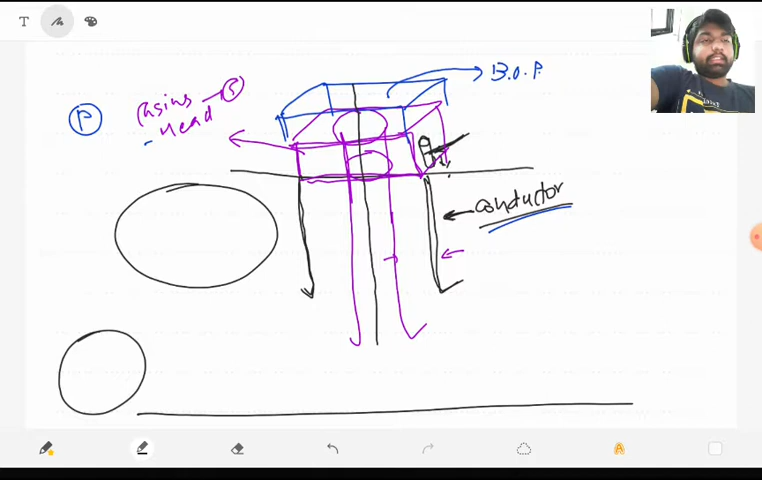 T
B.O.P.
P
Casing
S
Head
conductor
A